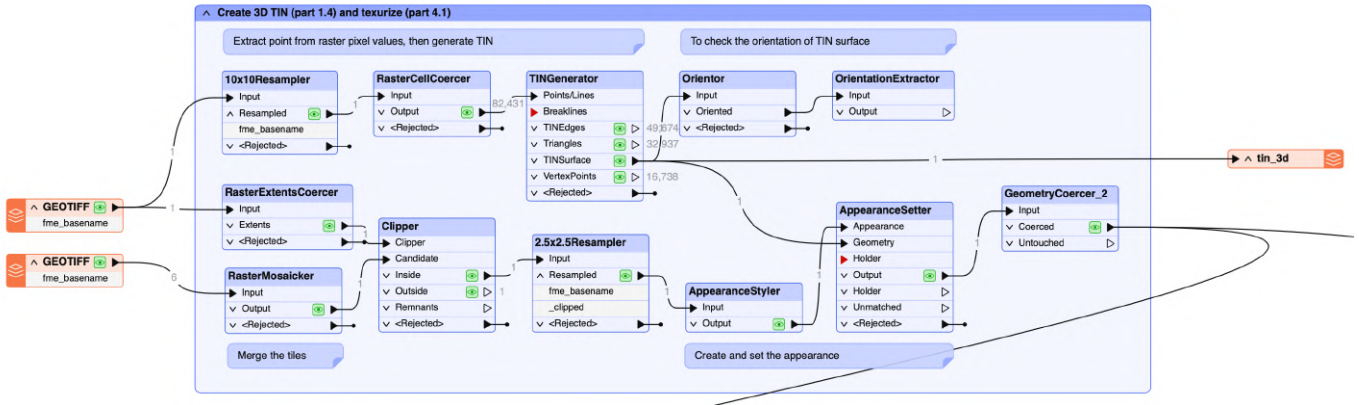 Create 3D TIN (part 1.4) and texurize (part 4.1)
Extract point from raster pixel values, then generate TIN
To check the orientation of TIN surface
10x10Resampler
Input
Resampled
fme_basename
<Rejected>
1
RasterCellCoercer
Input
Output
<Rejected>
82,431
TINGenerator
Points/Lines
Breaklines
TINEdges
49,674
Triangles
32,937
TINSurface
VertexPoints
16,738
<Rejected>
Orientor
Input
Oriented
<Rejected>
OrientationExtractor
Input
Output
1
tin_3d
GEOTIFF
fme_basename
1
1
GEOTIFF
fme_basename
6
RasterExtentsCoercer
Input
Extents
<Rejected>
1
RasterMosaicker
Input
Output
<Rejected>
1
Clipper
Clipper
Candidate
Inside
Outside
1
Remnants
<Rejected>
1
2.5x2.5Resampler
Input
Resampled
fme_basename
_clipped
<Rejected>
1
AppearanceStyler
Input
Output
1
AppearanceSetter
Appearance
Geometry
Holder
Output
Holder
Unmatched
<Rejected>
1
GeometryCoercer_2
Input
Coerced
Untouched
Merge the tiles
Create and set the appearance